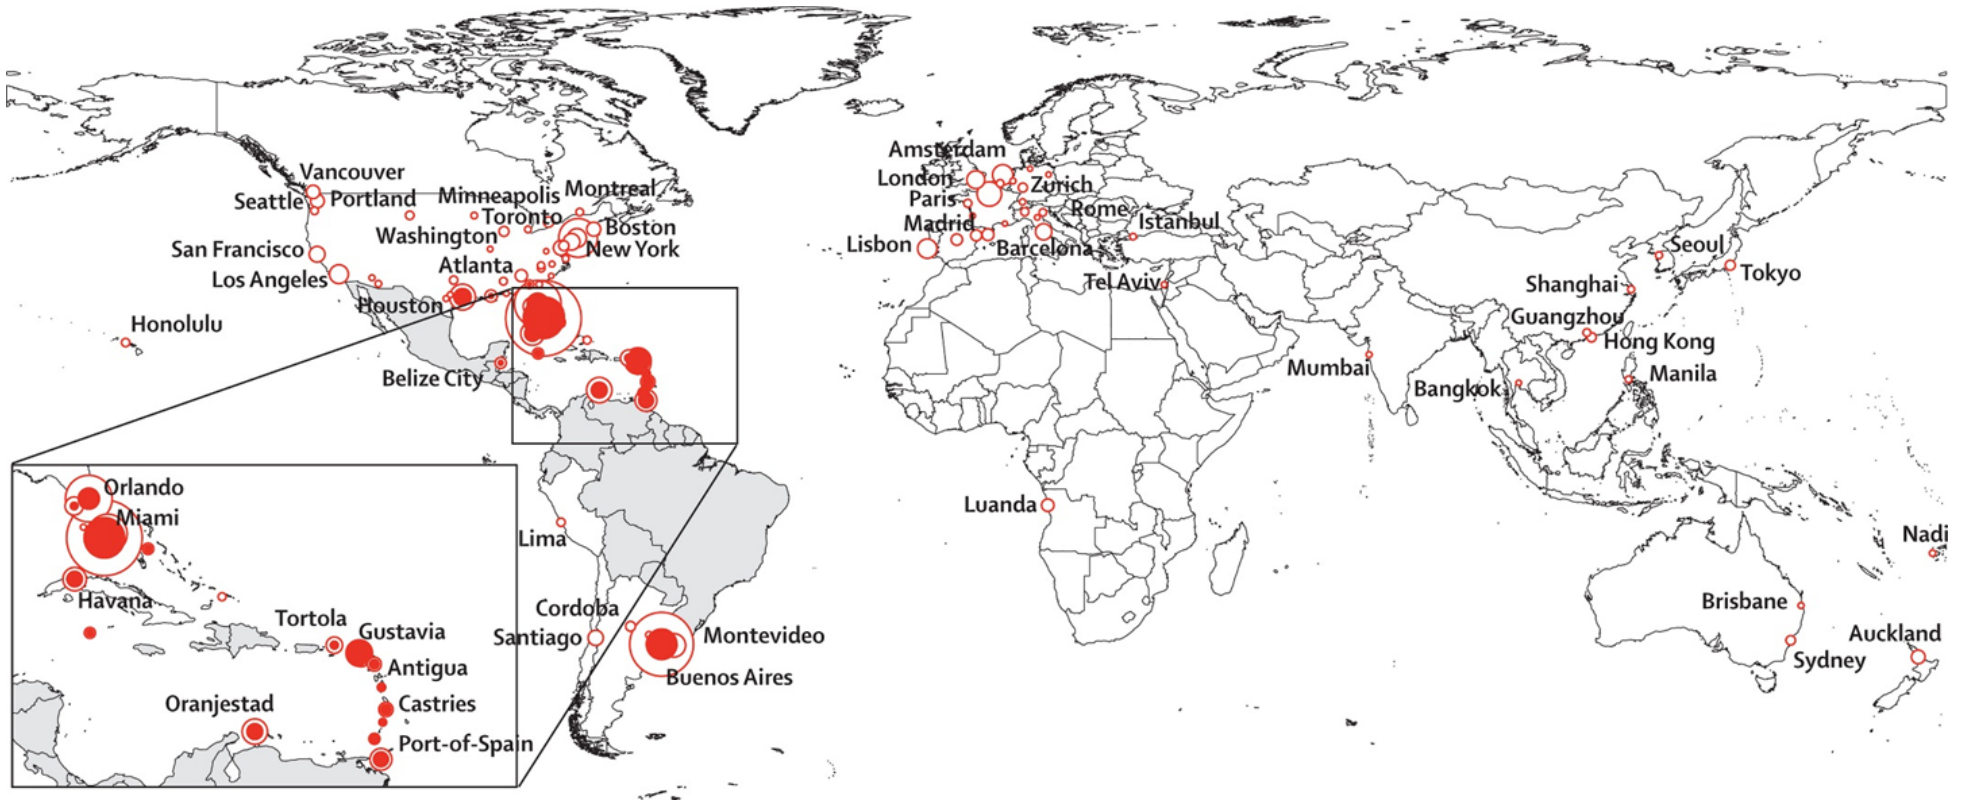 Vancouver
Seattle
Portland
Minneapolis
Montreal
Toronto
Washington
Boston
New York
San Francisco
Los Angeles
Atlanta
Houston
Honolulu
Belize City
Amsterdam
London
Zurich
Paris
Rome
Madrid
Istanbul
Lisbon
Barcelona
Tel Aviv
Seoul
Tokyo
Shanghai
Guangzhou
Hong Kong
Mumbai
Manila
Bangkok
Luanda
Lima
Nadi
Orlando
Miami
Havana
Tortola
Gustavia
Antigua
Oranjestad
Castries
Port-of-Spain
Cordoba
Santiago
Montevideo
Buenos Aires
Brisbane
Auckland
Sydney